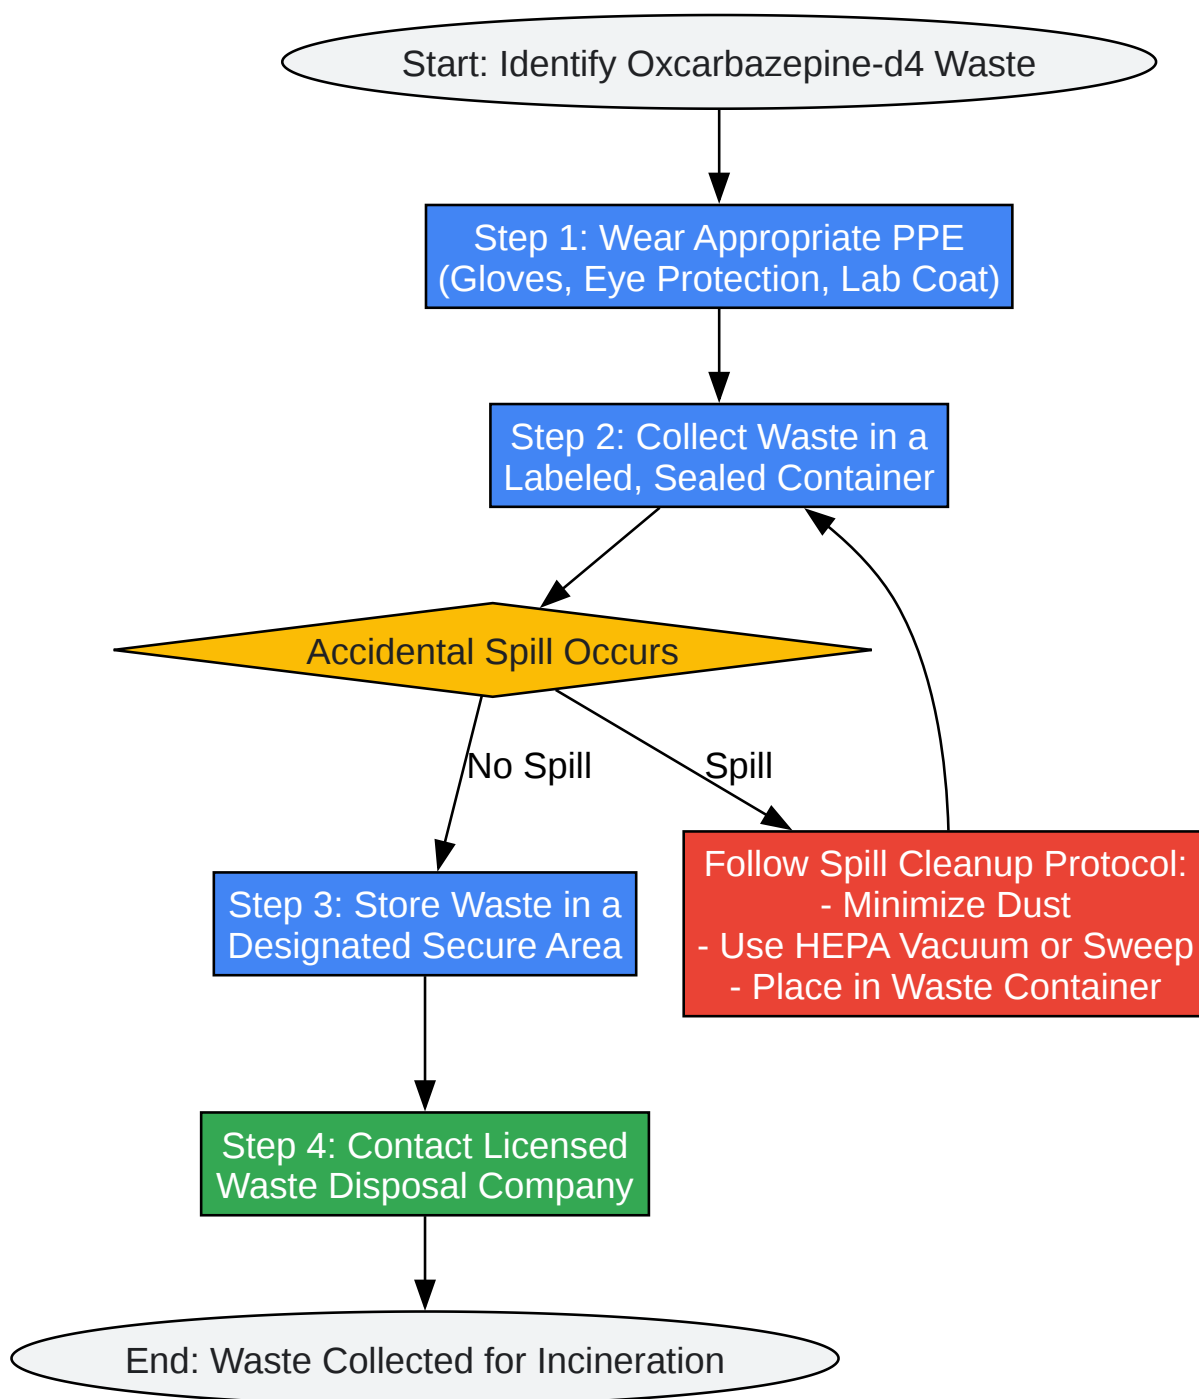 Start: Identify Oxcarbazepine-d4 Waste
Step 1: Wear Appropriate PPE
(Gloves, Eye Protection, Lab Coat)
Step 2: Collect Waste in a
Labeled, Sealed Container
Accidental Spill Occurs
No Spill
Spill
Follow Spill Cleanup Protocol:
- Minimize Dust
- Use HEPA Vacuum or Sweep
- Place in Waste Container
Step 3: Store Waste in a
Designated Secure Area
Step 4: Contact Licensed
Waste Disposal Company
End: Waste Collected for Incineration